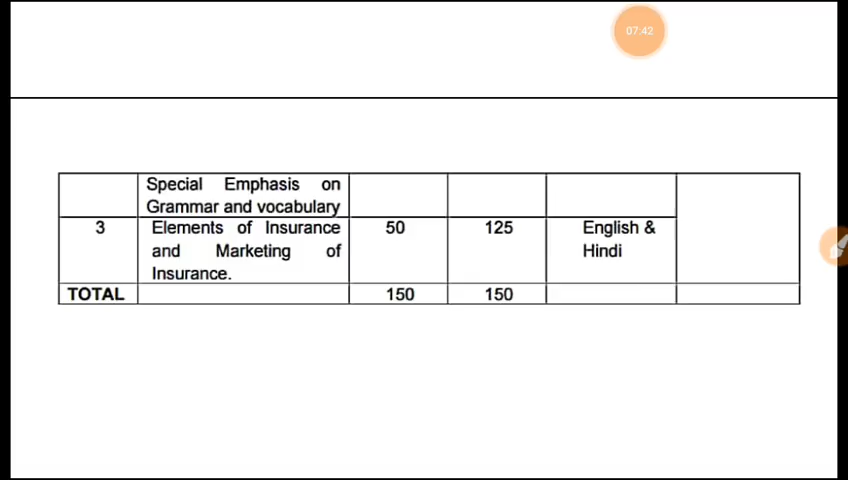 07:42
Special Emphasis on
Grammar and vocabulary
3 Elements of Insurance 50 125 English &
and Marketing of Hindi
Insurance.
TOTAL 150 150